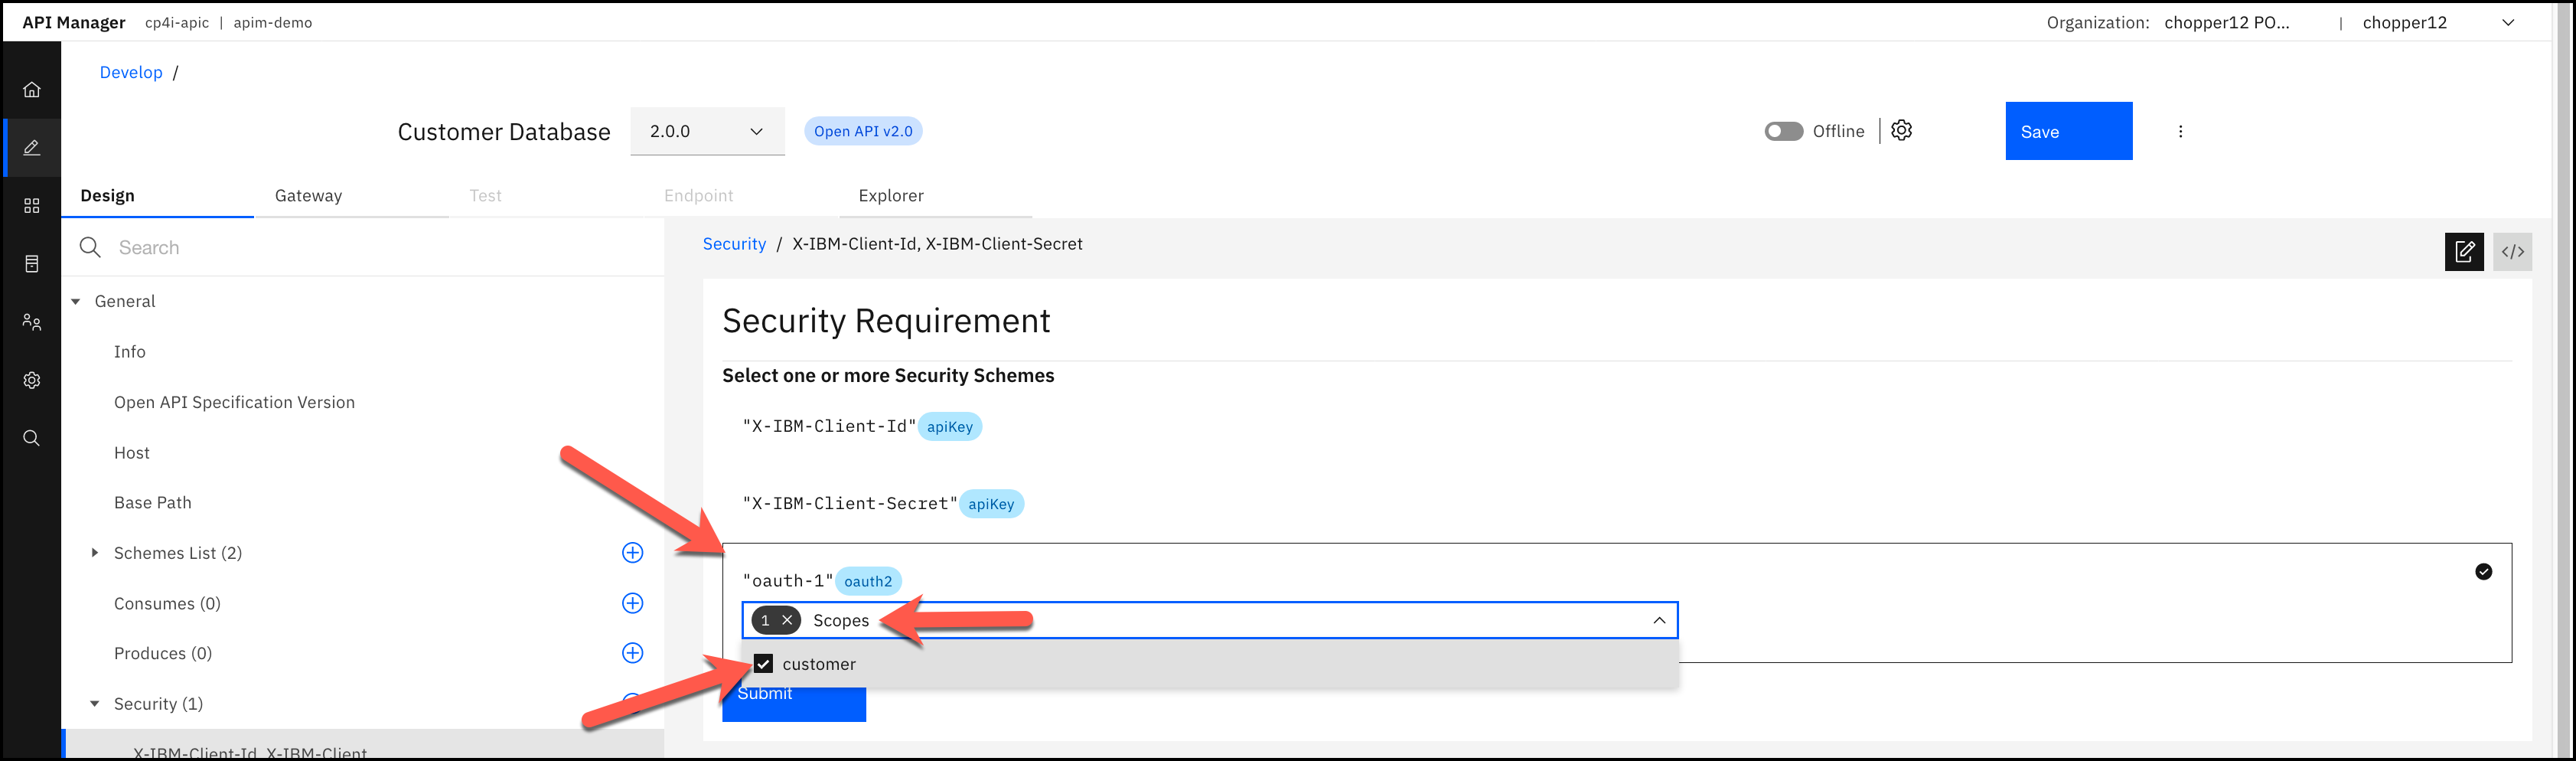 API Manager cp4i-apic | apim-demo
Organization: chopper12 PO... | chopper12
Develop /
Customer Database 2.0.0 Open API v2.0
Offline Save
Design Gateway Test Endpoint Explorer
Search
Security / X-IBM-Client-Id, X-IBM-Client-Secret
</>
General
Info
Open API Specification Version
Host
Base Path
Schemes List (2)
Consumes (0)
Produces (0)
Security (1)
X-IBM-Client-Id, X-IBM-Client
Security Requirement
Select one or more Security Schemes
"X-IBM-Client-Id" apiKey
"X-IBM-Client-Secret" apiKey
"oauth-1" oauth2
1 × Scopes
customer
Submit